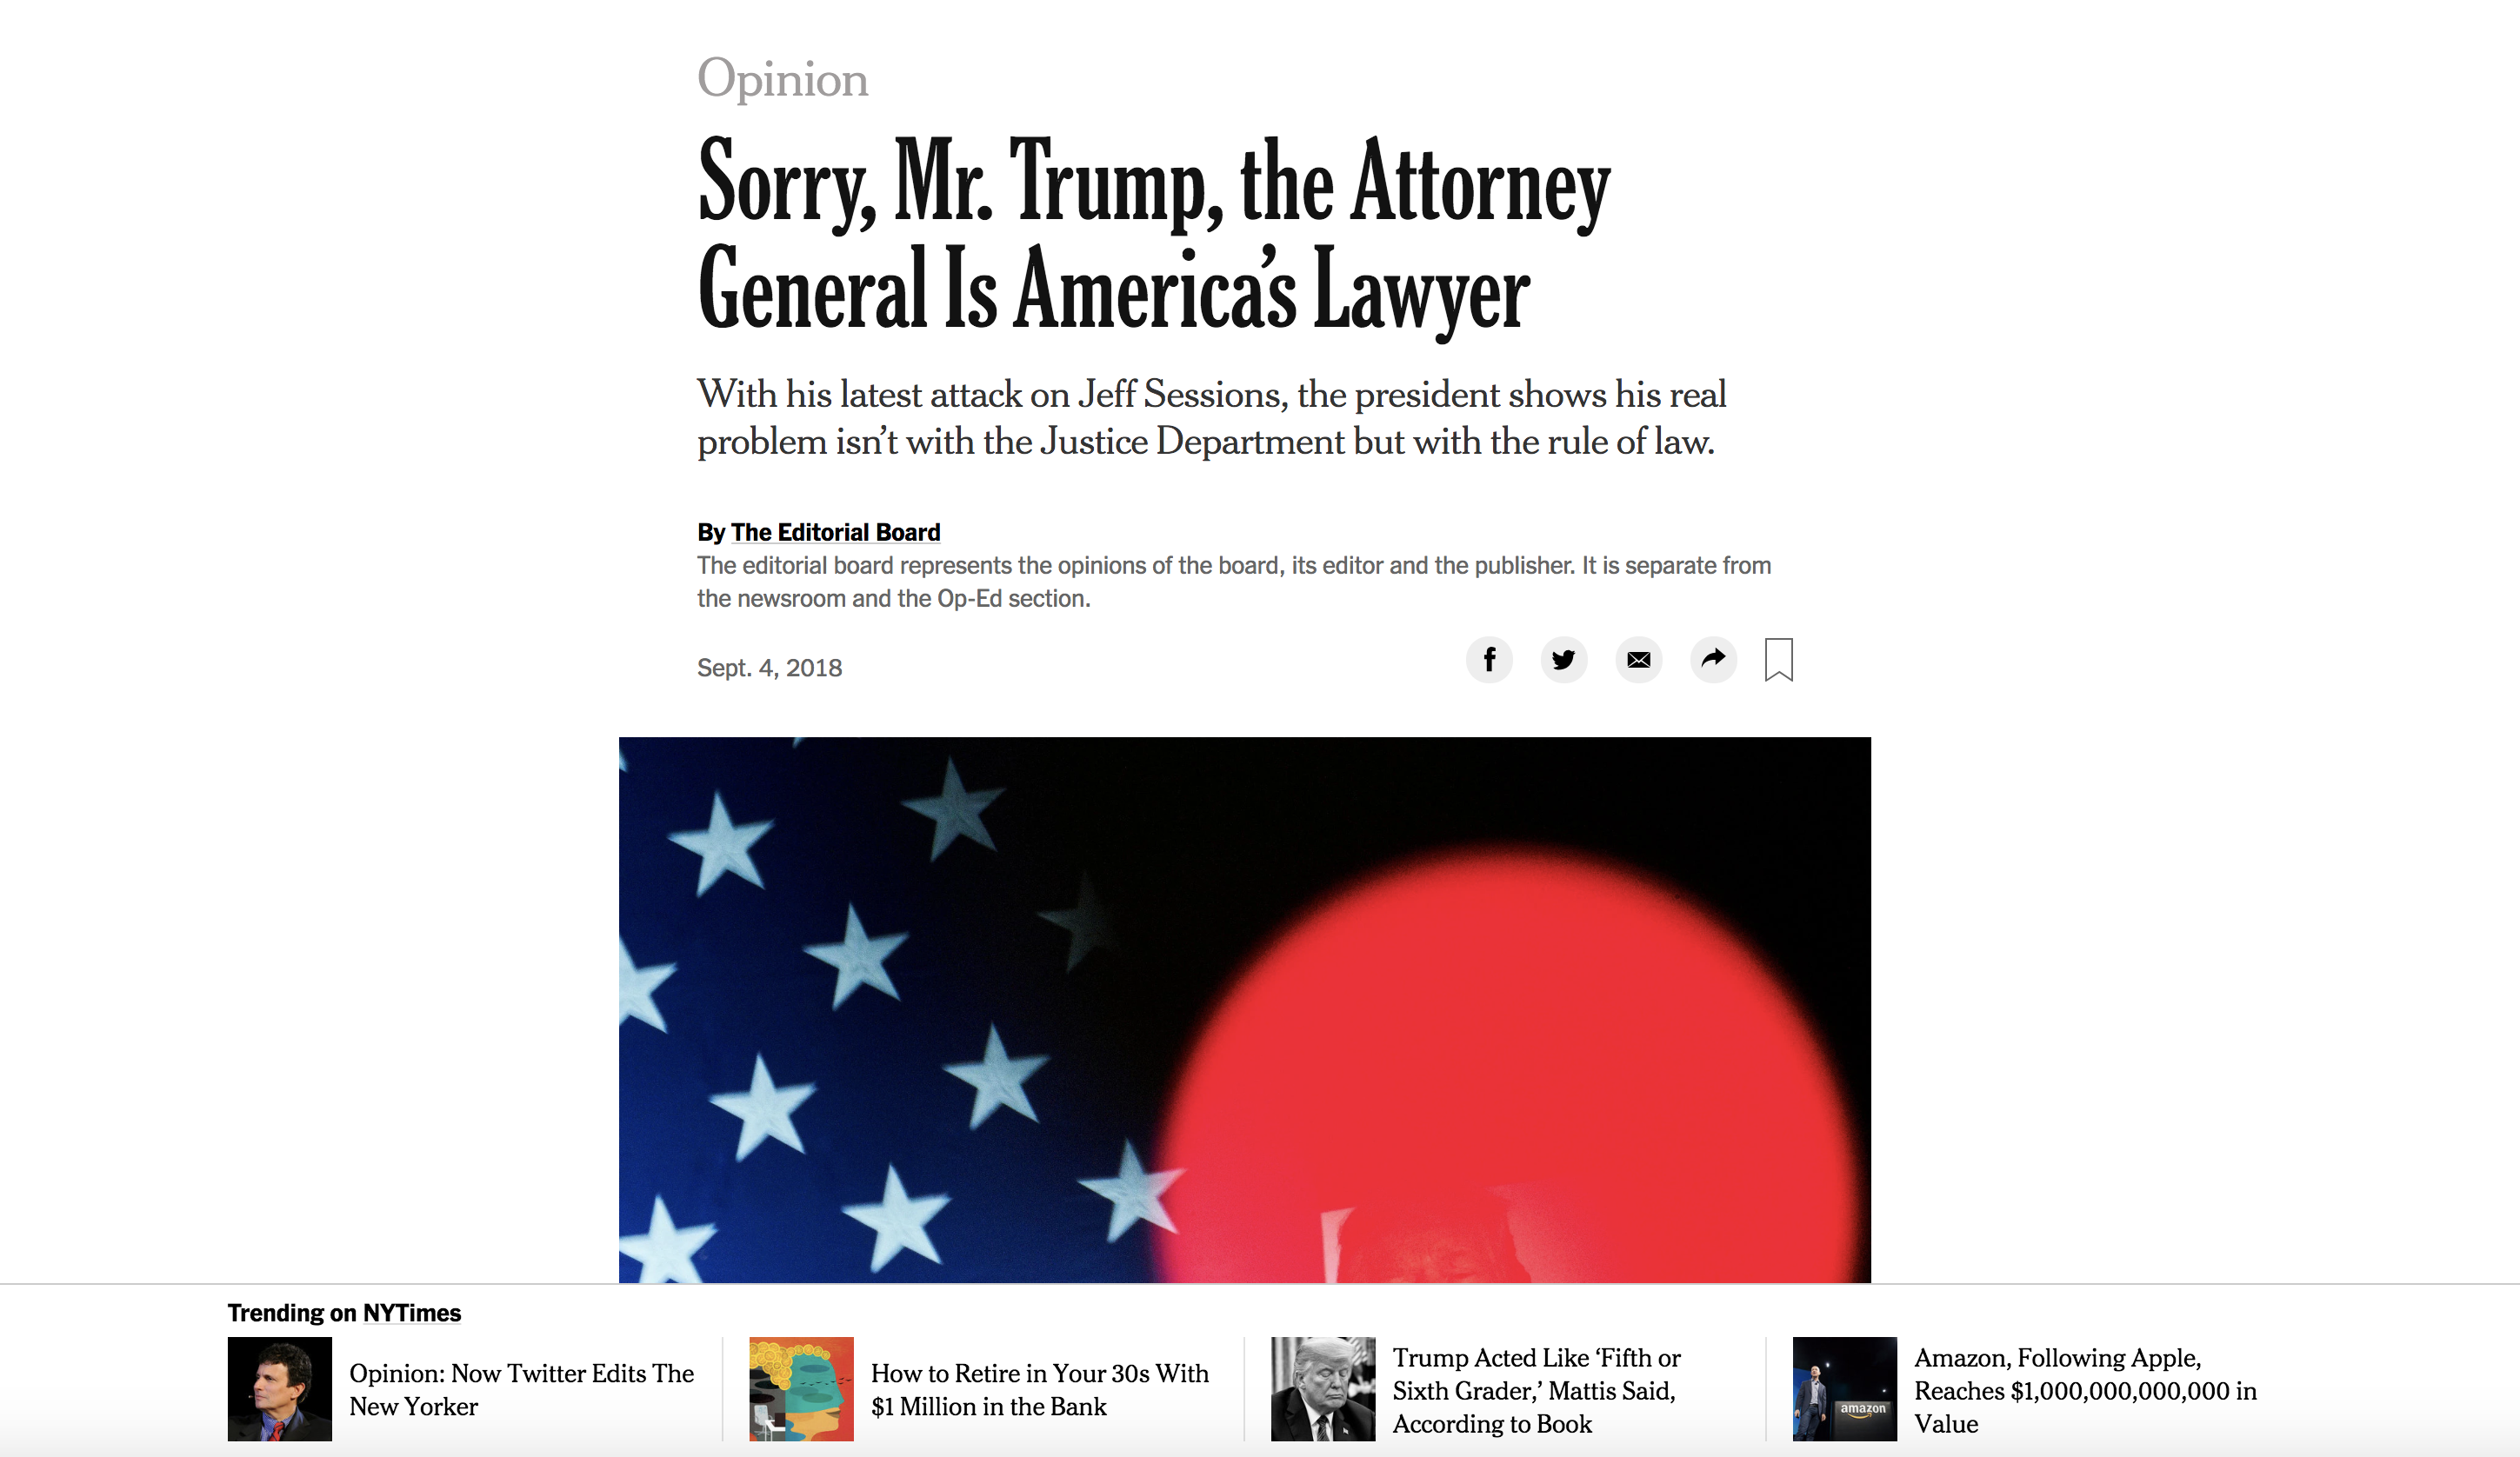 Opinion
Sorry, Mr. Trump, the Attorney
General Is America’s Lawyer
With his latest attack on Jeff Sessions, the president shows his real
problem isn’t with the Justice Department but with the rule of law.
By The Editorial Board
The editorial board represents the opinions of the board, its editor and the publisher. It is separate from
the newsroom and the Op-Ed section.
Sept. 4, 2018
Trending on NYTimes
Opinion: Now Twitter Edits The
New Yorker
How to Retire in Your 30s With
$1 Million in the Bank
Trump Acted Like ‘Fifth or
Sixth Grader,’ Mattis Said,
According to Book
amazon
Amazon, Following Apple,
Reaches $1,000,000,000,000 in
Value